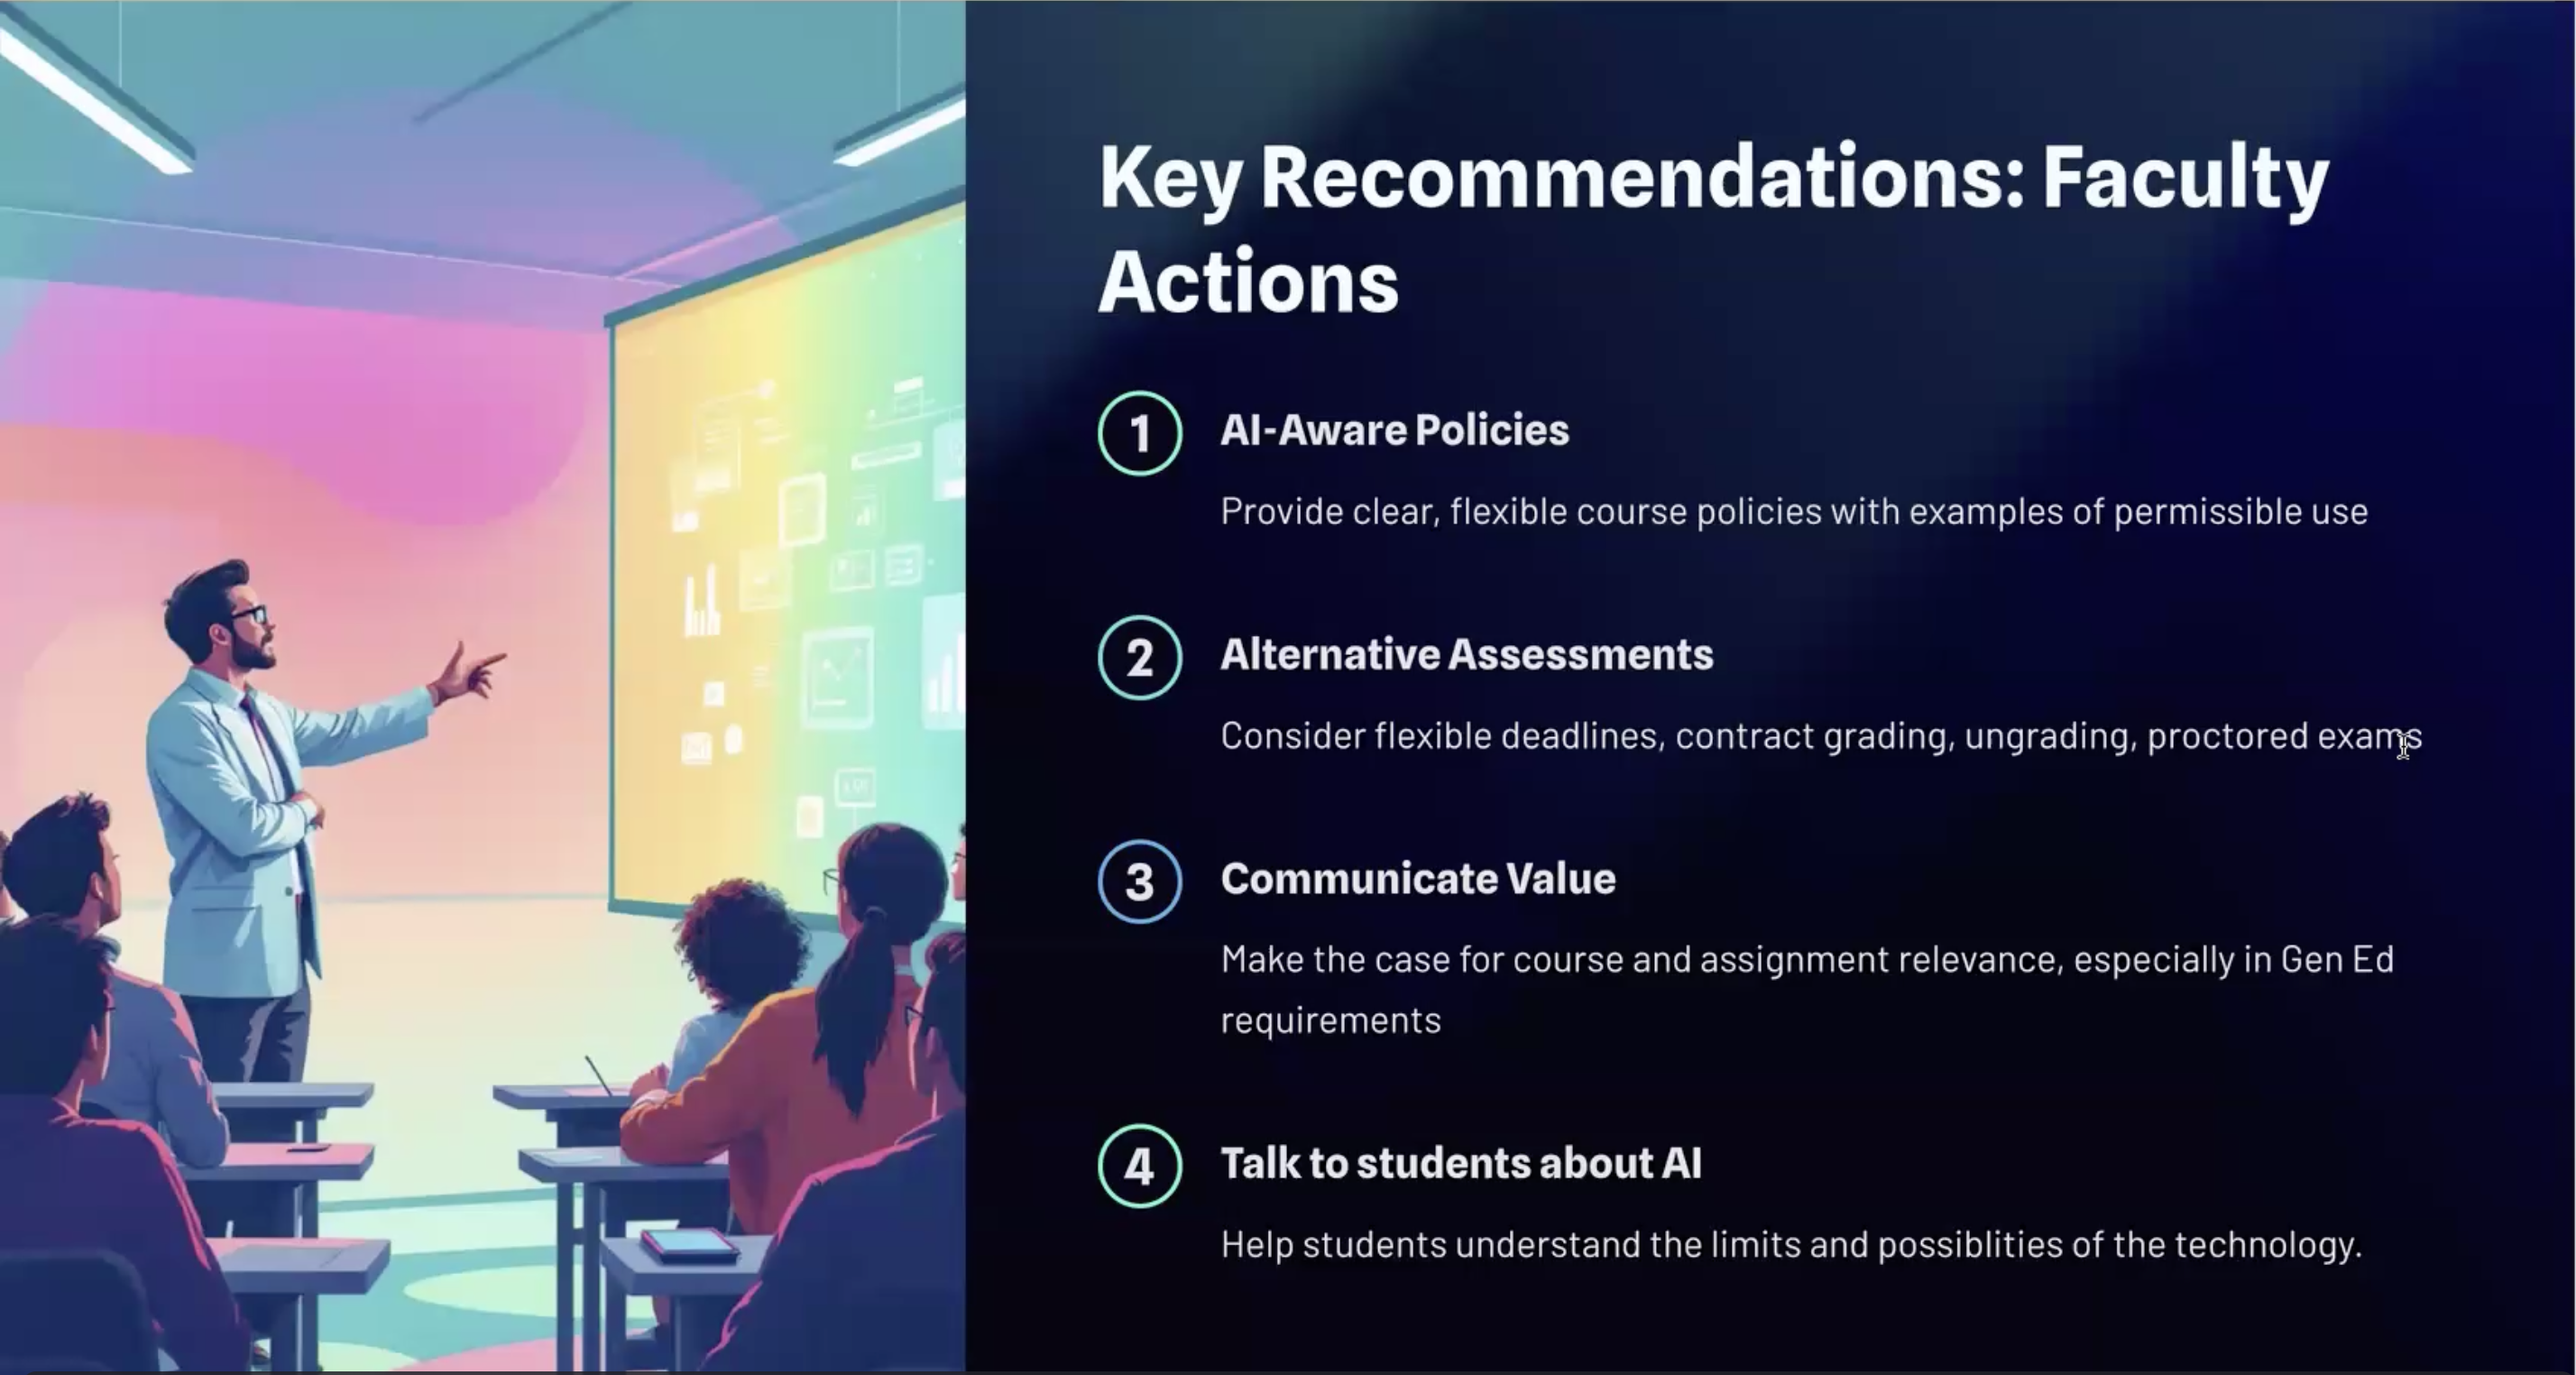 Key Recommendations: Faculty
Actions
1
AI-Aware Policies
Provide clear, flexible course policies with examples of permissible use
2
Alternative Assessments
Consider flexible deadlines, contract grading, ungrading, proctored exams
3
Communicate Value
Make the case for course and assignment relevance, especially in Gen Ed
requirements
4
Talk to students about AI
Help students understand the limits and possiblities of the technology.